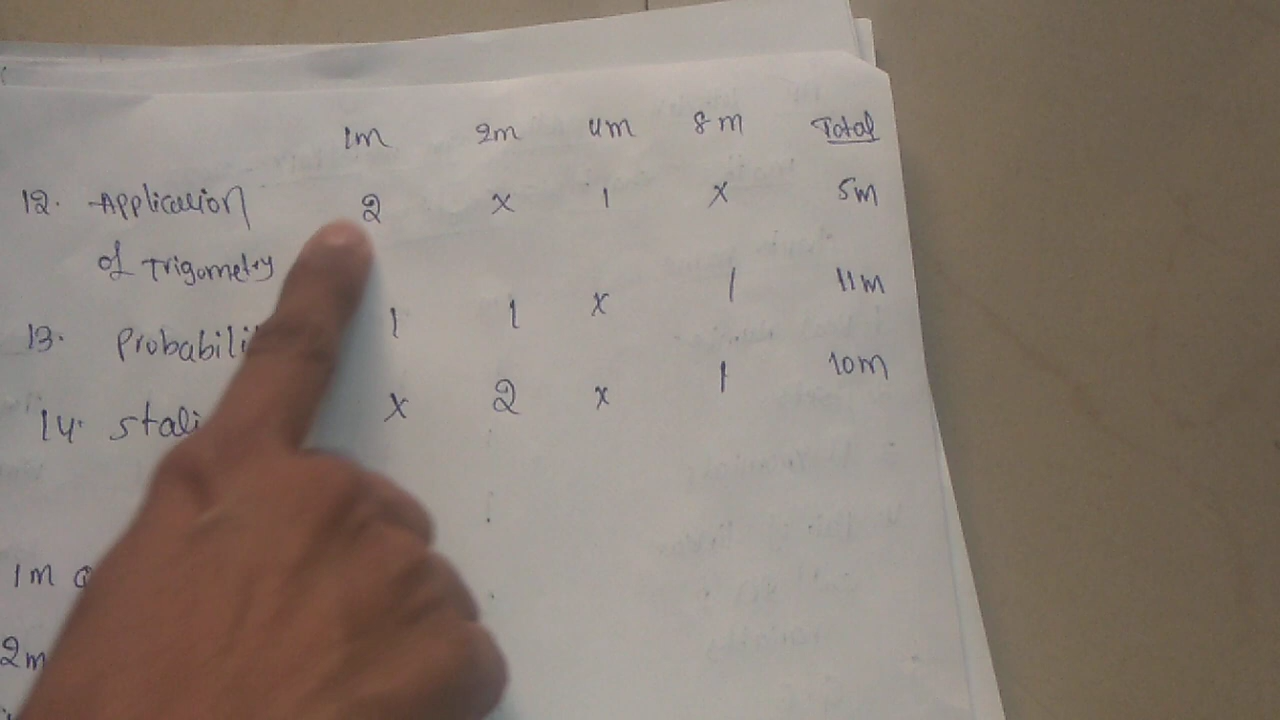 1m 2m 4m 8m Total
12. Application 2 x 1 x 5m
of Trigometry
13. Probabili 1 1 x 1 11m
14. stati x 2 x 1 10m
1m
2m